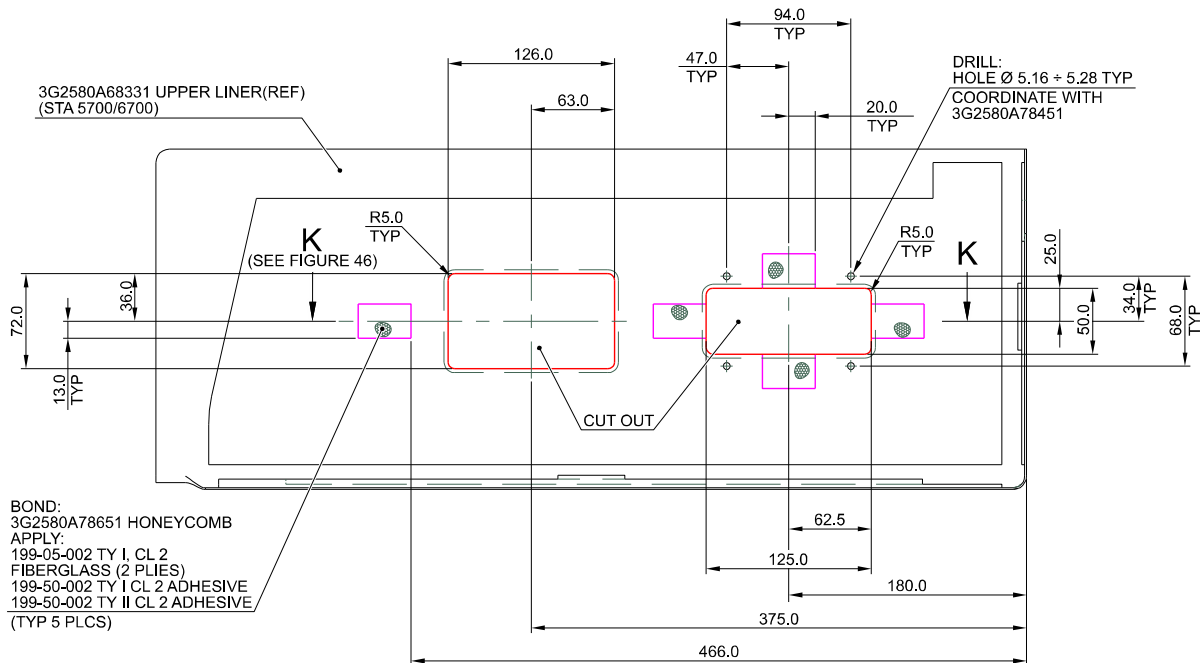 94.0
TYP
47.0
TYP
126.0
63.0
20.0
TYP
DRILL:
HOLE Ø 5.16 ÷ 5.28 TYP
COORDINATE WITH
3G2580A78451
3G2580A68331 UPPER LINER(REF)
(STA 5700/6700)
R5.0
TYP
K
(SEE FIGURE 46)
R5.0
TYP
K
25.0
72.0
36.0
34.0
TYP
68.0
TYP
50.0
13.0
TYP
CUT OUT
BOND:
3G2580A78651 HONEYCOMB
APPLY:
199-05-002 TY I, CL 2
FIBERGLASS (2 PLIES)
199-50-002 TY I CL 2 ADHESIVE
199-50-002 TY II CL 2 ADHESIVE
(TYP 5 PLCS)
62.5
125.0
180.0
375.0
466.0